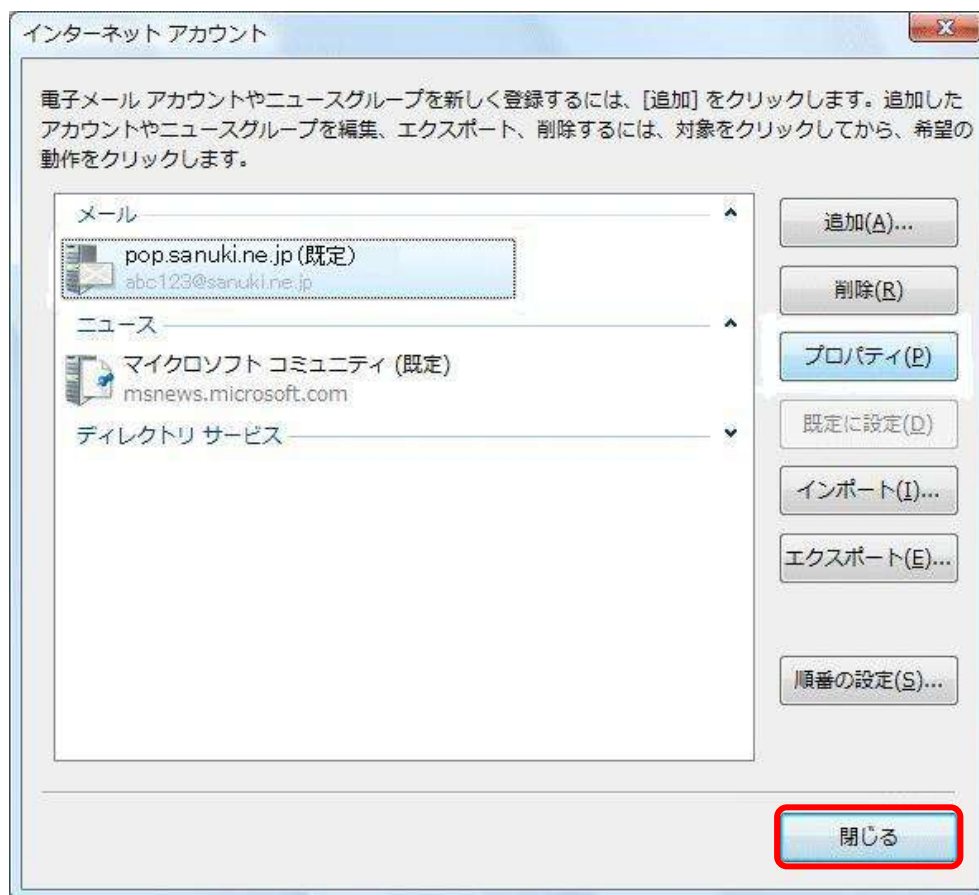 インターネット アカウント
電子メール アカウントやニュースグループを新しく登録するには、[追加] をクリックします。追加した
アカウントやニュースグループを編集、エクスポート、削除するには、対象をクリックしてから、希望の
動作をクリックします。
メール
pop.sanuki.ne.jp (既定)
abc123@sanuki.ne.jp
ニュース
マイクロソフト コミュニティ (既定)
msnews.microsoft.com
ディレクトリ サービス
追加(A)...
削除(R)
プロパティ(P)
既定に設定(D)
インポート(I)...
エクスポート(E)...
順番の設定(S)...
閉じる